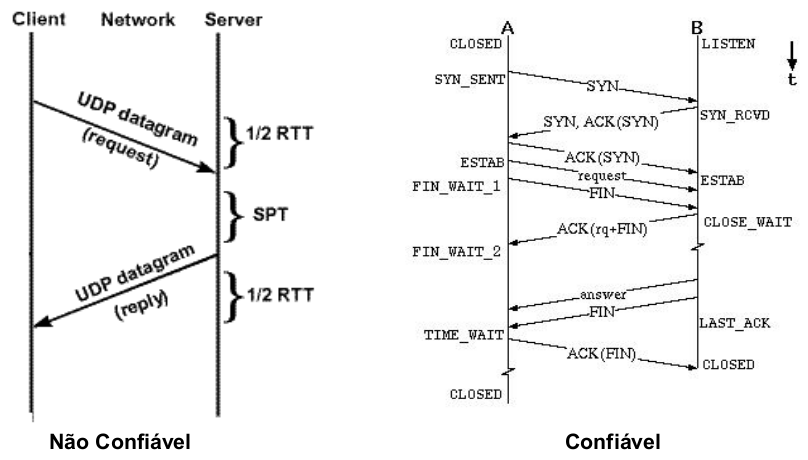 Client Network Server
UDP datagram
(request)
1/2 RTT
SPT
UDP datagram
(reply)
1/2 RTT
Não Confiável
A B
CLOSED
LISTEN
t
SYN_SENT
SYN
SYN_RCVD
SYN, ACK(SYN)
ACK(SYN)
ESTAB
request
ESTAB
FIN_WAIT_1
FIN
CLOSE_WAIT
ACK(rq+FIN)
FIN_WAIT_2
answer
FIN
LAST_ACK
TIME_WAIT
ACK(FIN)
CLOSED
CLOSED
Confiável